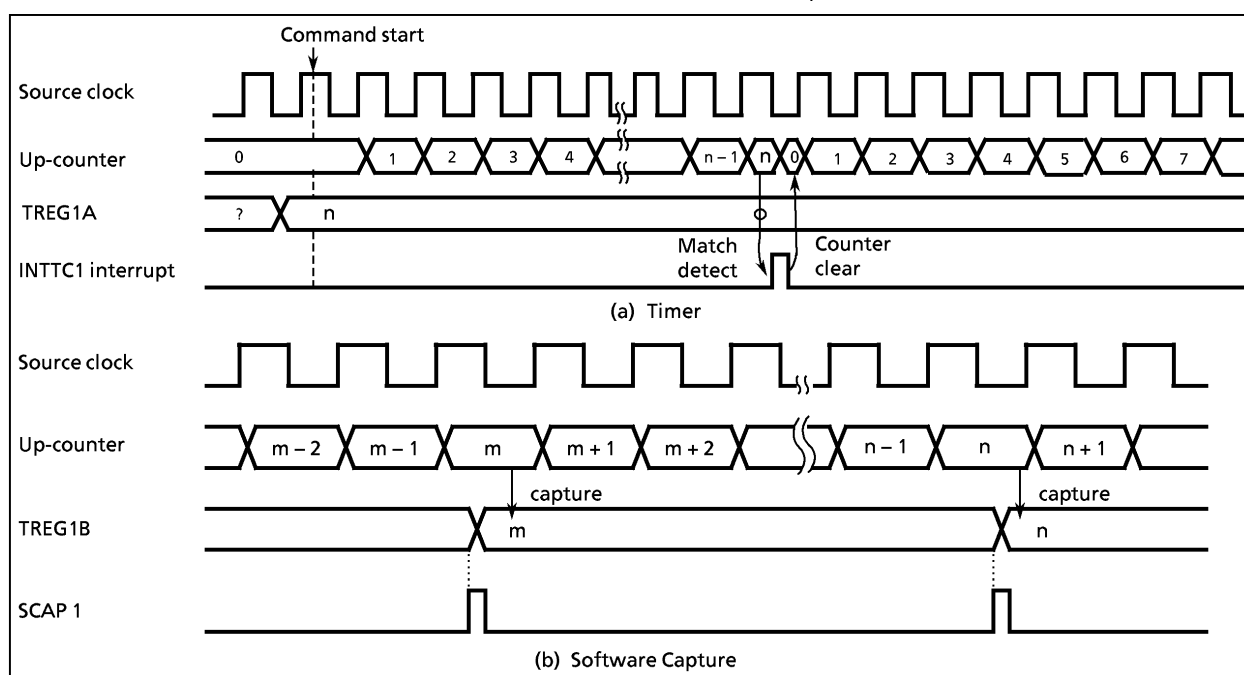 Command start
Source clock
Up-counter 0 1 2 3 4 n – 1 n 0 1 2 3 4 5 6 7
TREG1A ? n
Match detect
Counter clear
INTTC1 interrupt
(a) Timer
Source clock
Up-counter m – 2 m – 1 m m + 1 m + 2 n – 1 n n + 1
capture capture
TREG1B m n
SCAP 1
(b) Software Capture